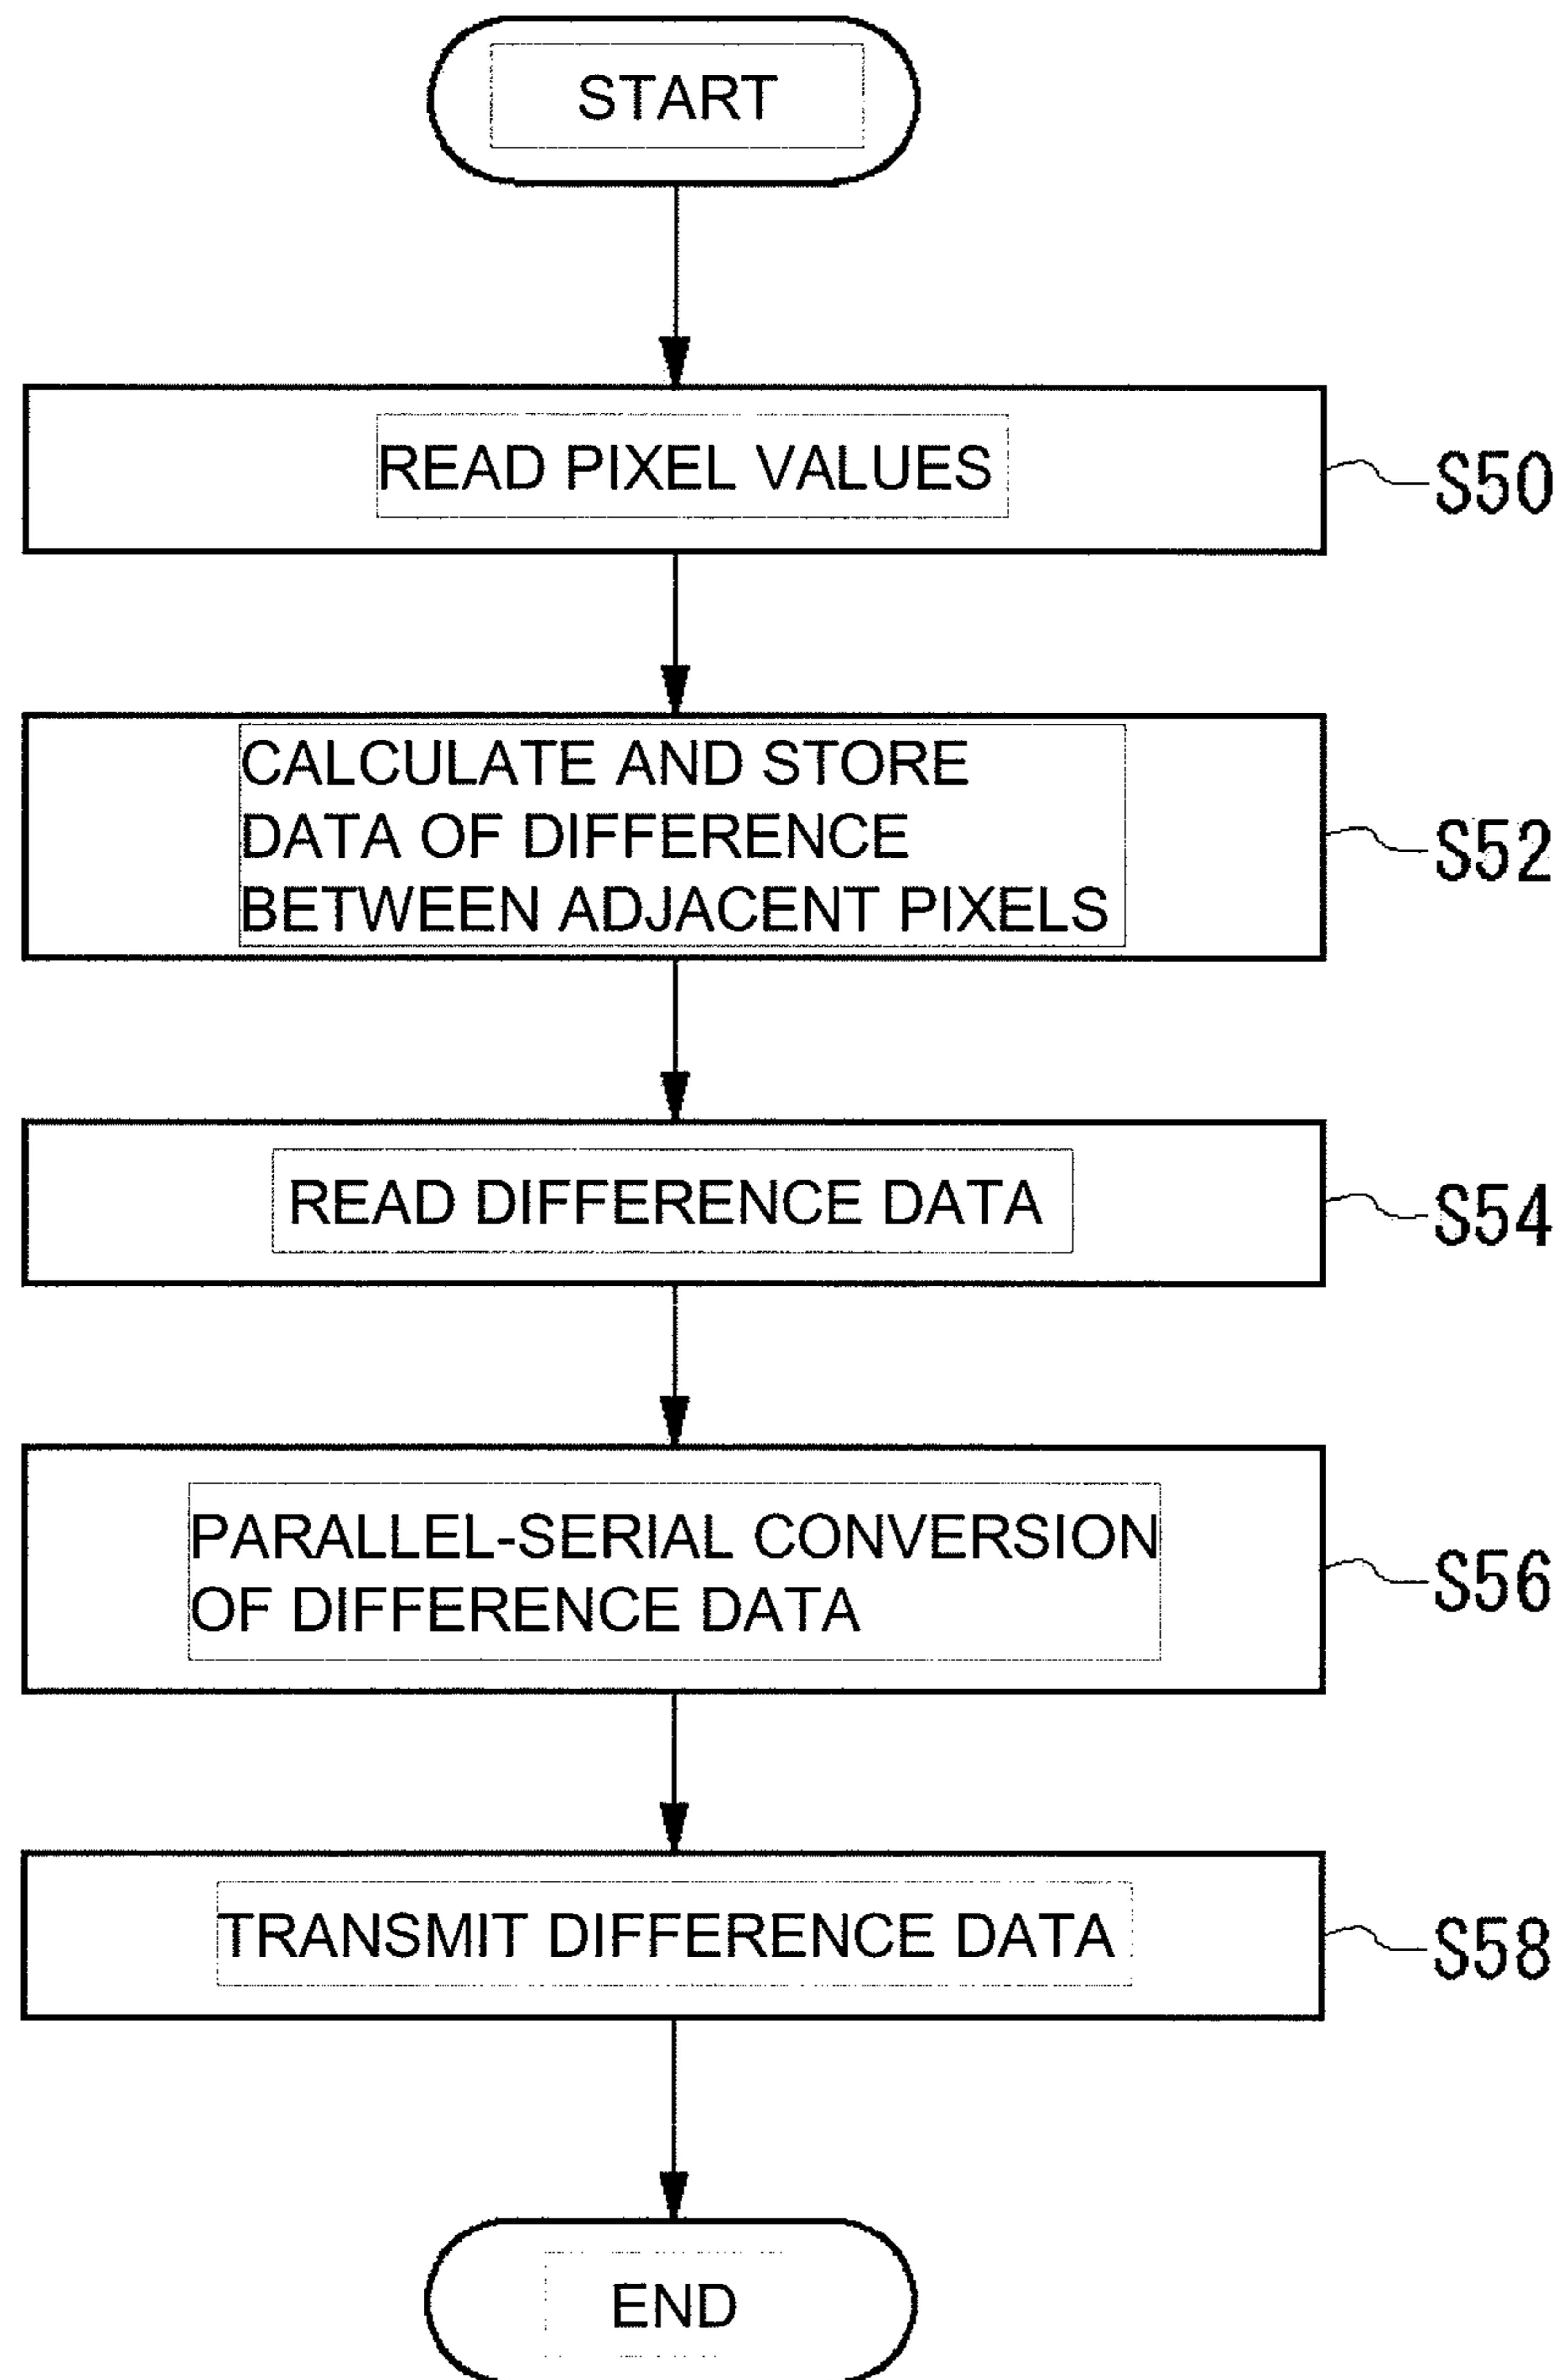 START
READ PIXEL VALUES
S50
CALCULATE AND STORE
DATA OF DIFFERENCE
BETWEEN ADJACENT PIXELS
S52
READ DIFFERENCE DATA
S54
PARALLEL-SERIAL CONVERSION
OF DIFFERENCE DATA
S56
TRANSMIT DIFFERENCE DATA
S58
END